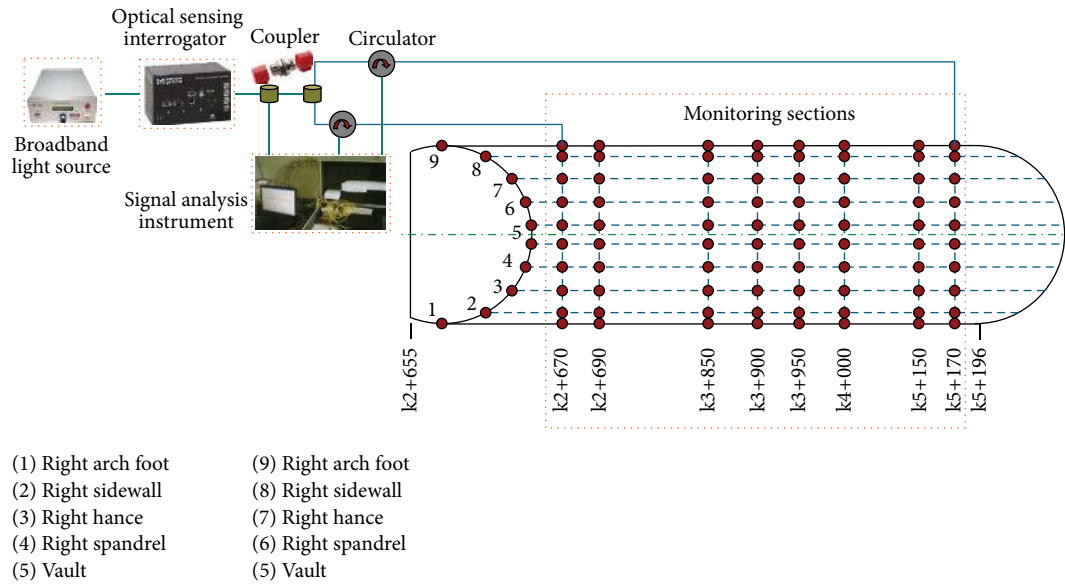 Optical sensing
interrogator
Coupler
Circulator
Broadband
light source
Signal analysis
instrument
Monitoring sections
9
8
7
6
5
4
3
2
1
k2+655
k2+670
k2+690
k3+850
k3+900
k3+950
k4+000
k5+150
k5+170
k5+196
(1) Right arch foot
(2) Right sidewall
(3) Right hance
(4) Right spandrel
(5) Vault
(9) Right arch foot
(8) Right sidewall
(7) Right hance
(6) Right spandrel
(5) Vault